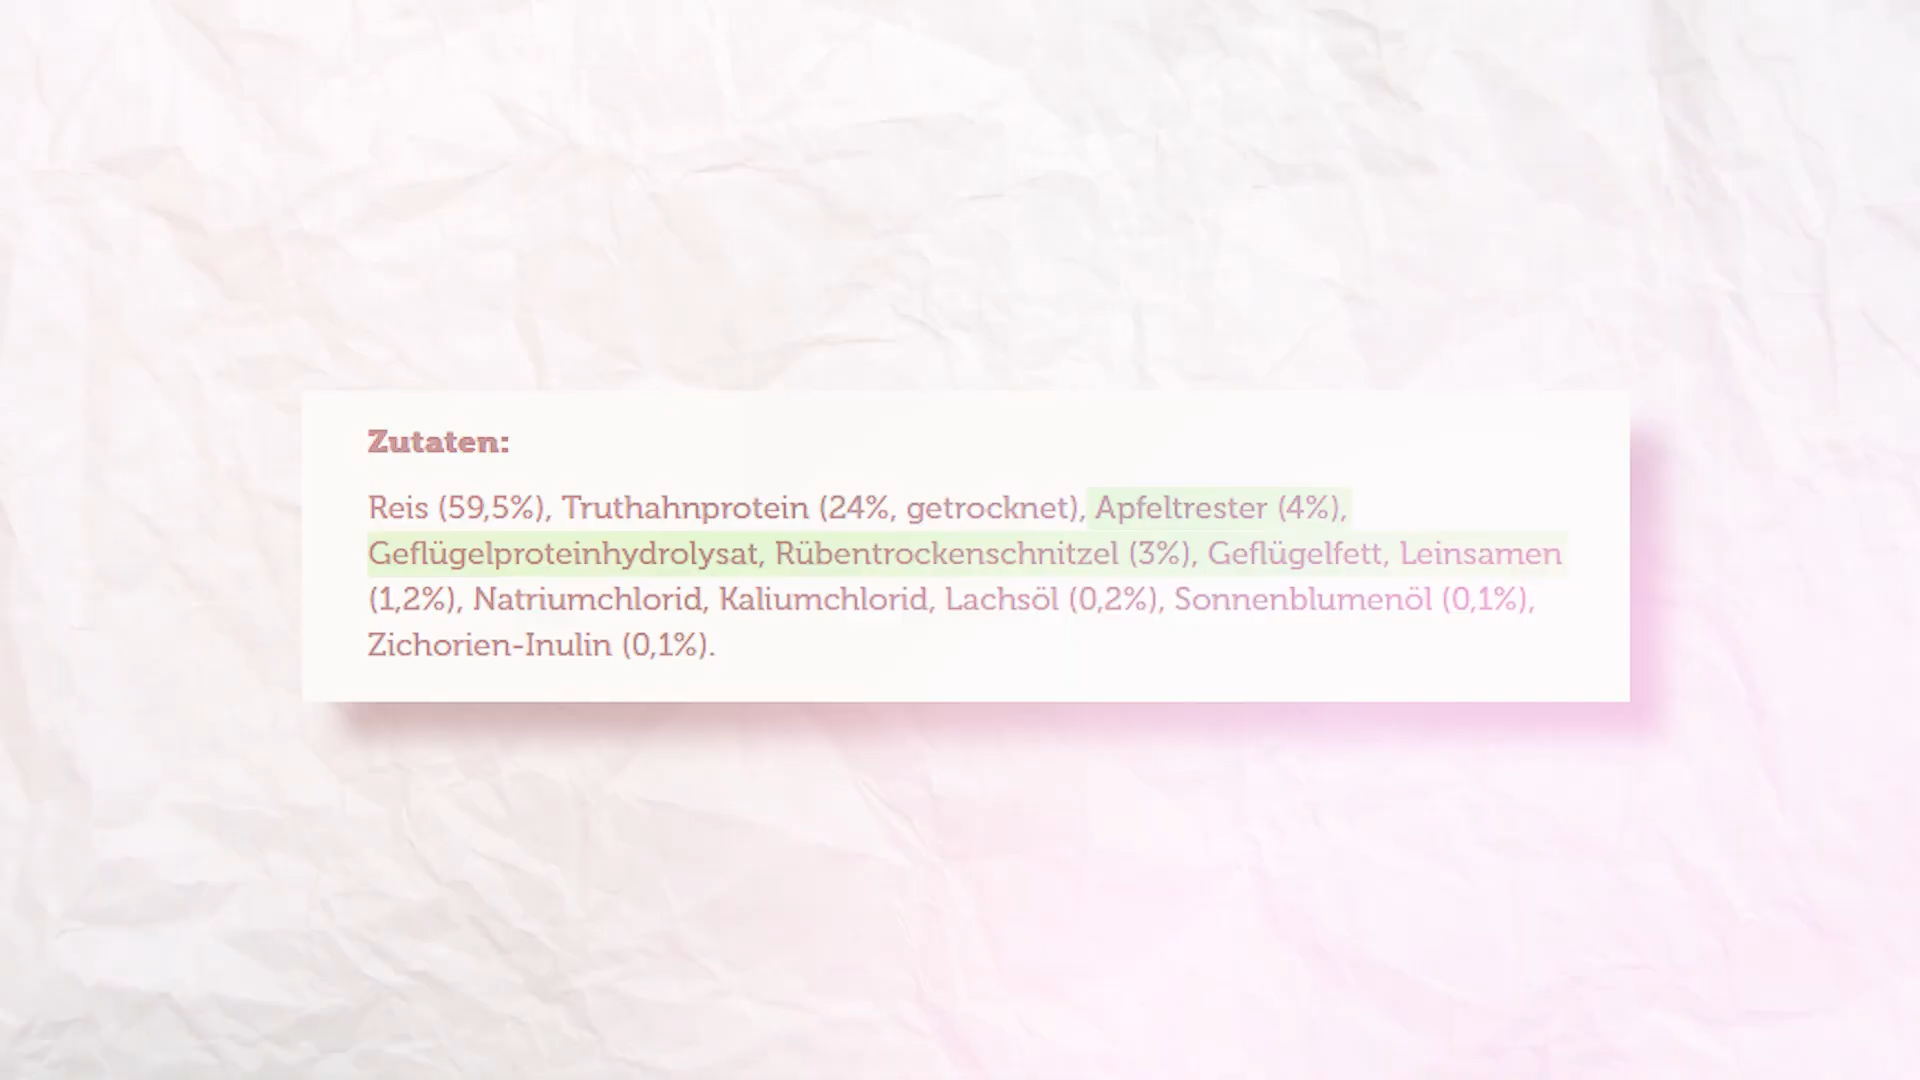 Zutaten:
Reis (59,5%), Truthahnprotein (24%, getrocknet), Apfeltrester (4%),
Geflügelproteinhydrolysat, Rübentrockenschnitzel (3%), Geflügelfett, Leinsamen
(1,2%), Natriumchlorid, Kaliumchlorid, Lachsöl (0,2%), Sonnenblumenöl (0,1%),
Zichorien-Inulin (0,1%).